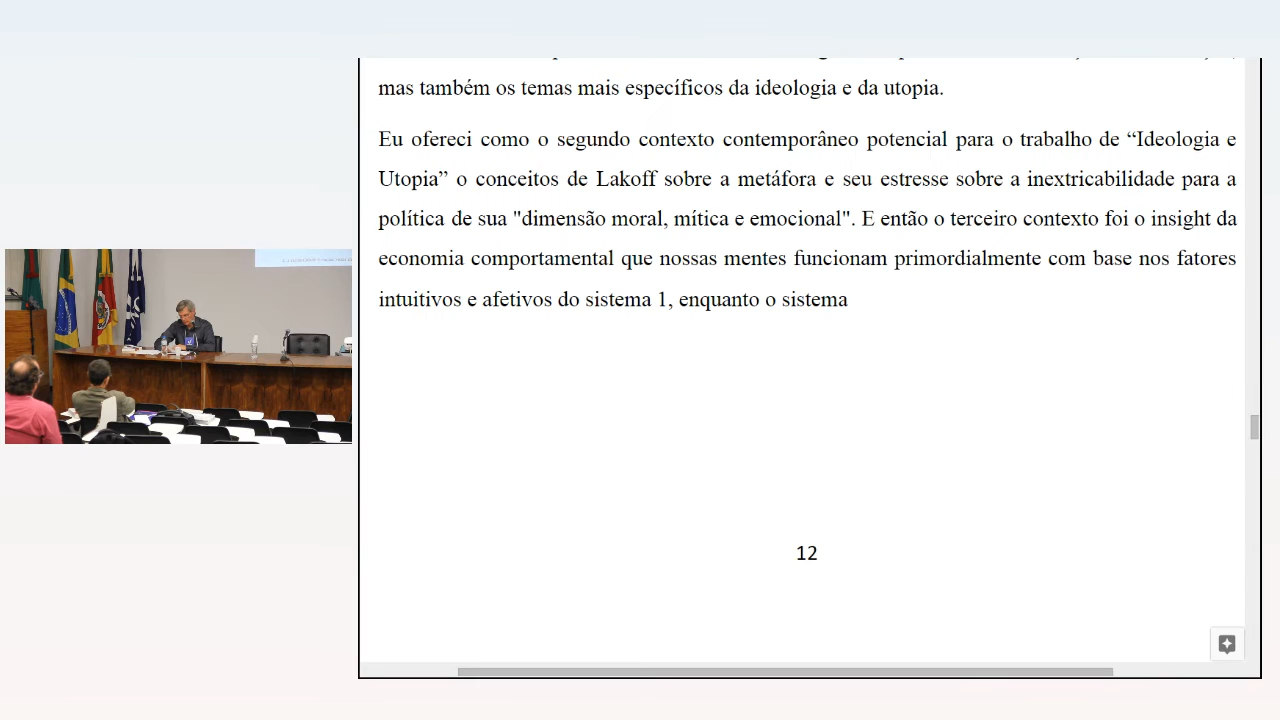 mas também os temas mais específicos da ideologia e da utopia.
Eu ofereci como o segundo contexto contemporâneo potencial para o trabalho de “Ideologia e
Utopia” o conceitos de Lakoff sobre a metáfora e seu estresse sobre a inextricabilidade para a
política de sua "dimensão moral, mítica e emocional". E então o terceiro contexto foi o insight da
economia comportamental que nossas mentes funcionam primordialmente com base nos fatores
intuitivos e afetivos do sistema 1, enquanto o sistema
12